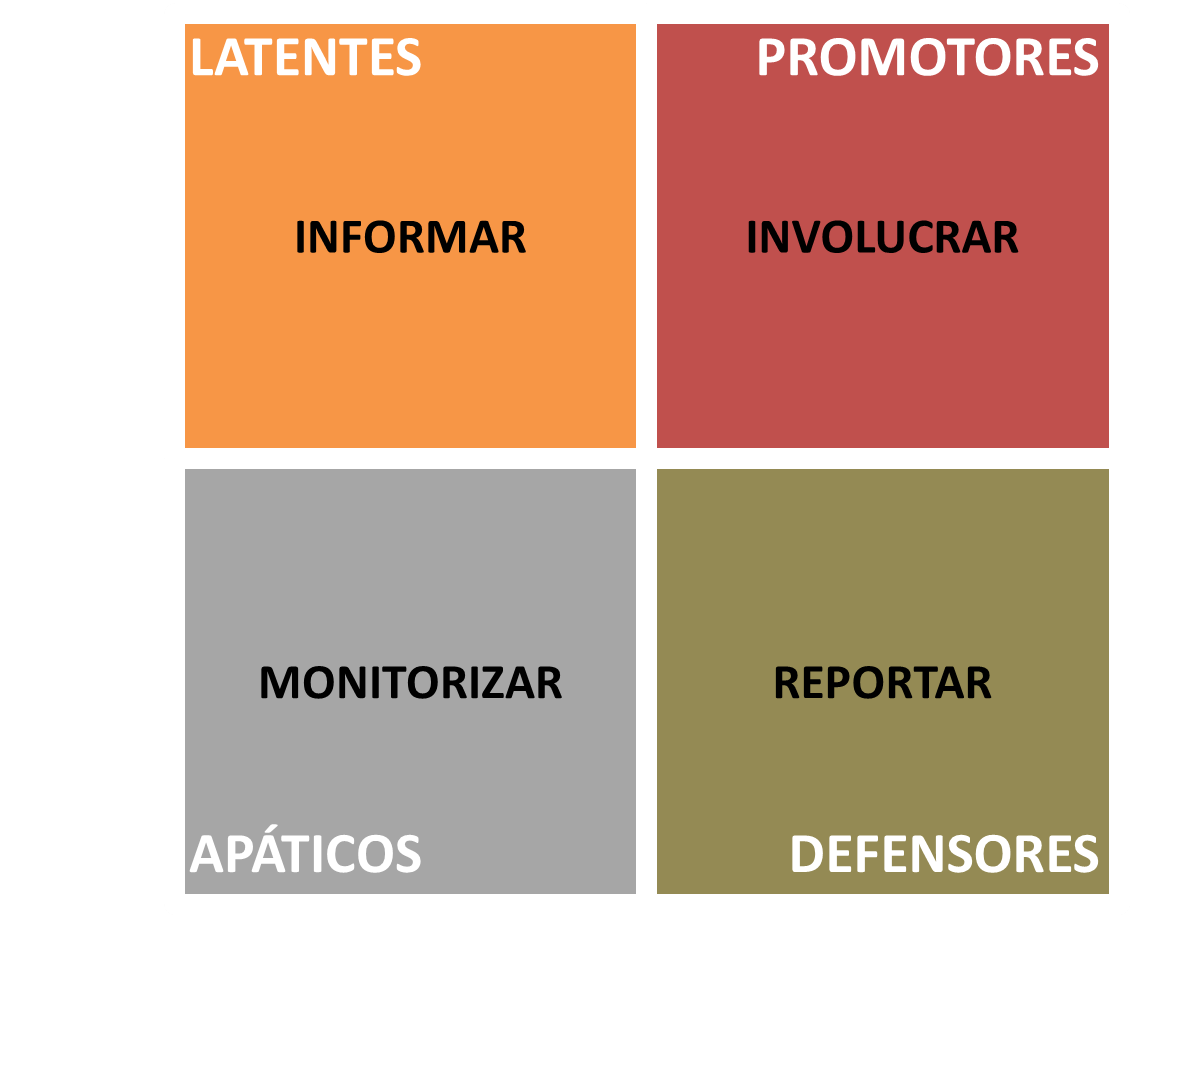 LATENTES
PROMOTORES
INFORMAR
INVOLUCRAR
MONITORIZAR
REPORTAR
APÁTICOS
DEFENSORES